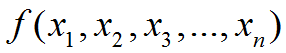 f(x₁, x₂, x₃, ..., xₙ)